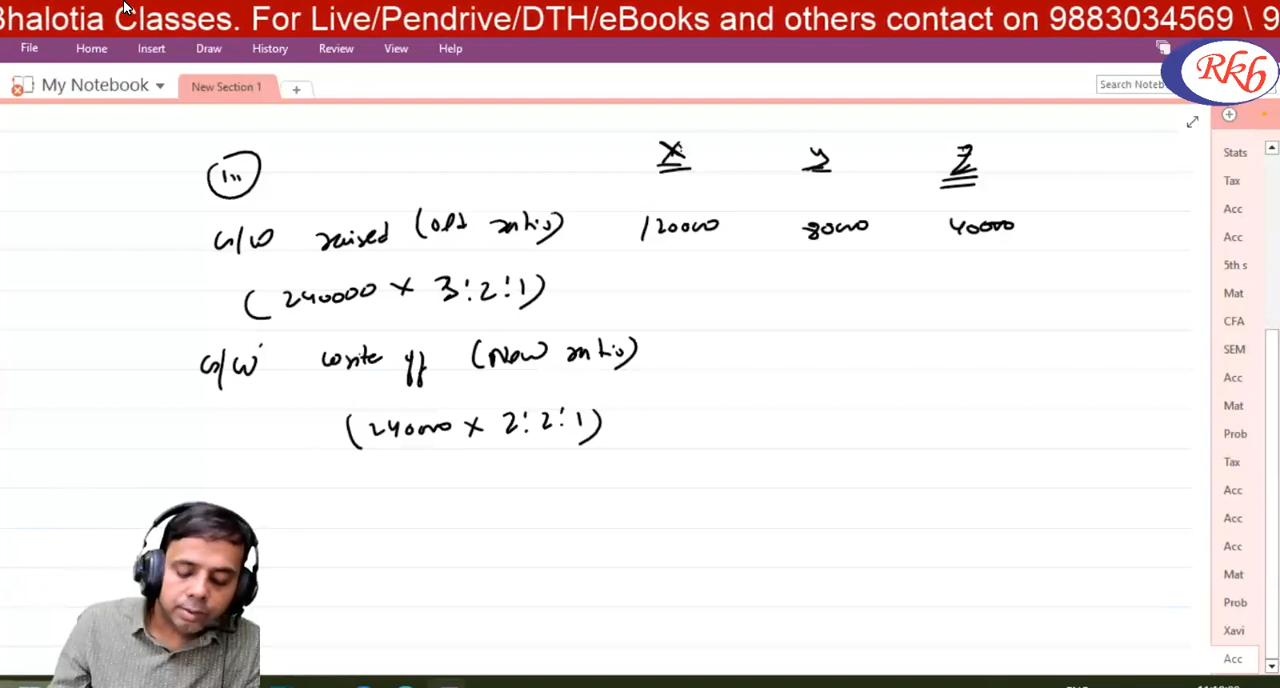 Bhalotia Classes. For Live/Pendrive/DTH/eBooks and others contact on 9883034569 \ 9
File Home Insert Draw History Review View Help
Rkb
My Notebook New Section 1 +
Search Noteb
X Y Z
G/W raised (old ratio) 120000 80000 40000
(240000 x 3:2:1)
G/W write off (New ratio)
(240000 x 2:2:1)
Stats
Tax
Acc
Acc
5th s
Mat
CFA
SEM
Acc
Mat
Prob
Tax
Acc
Acc
Acc
Mat
Prob
Xavi
Acc